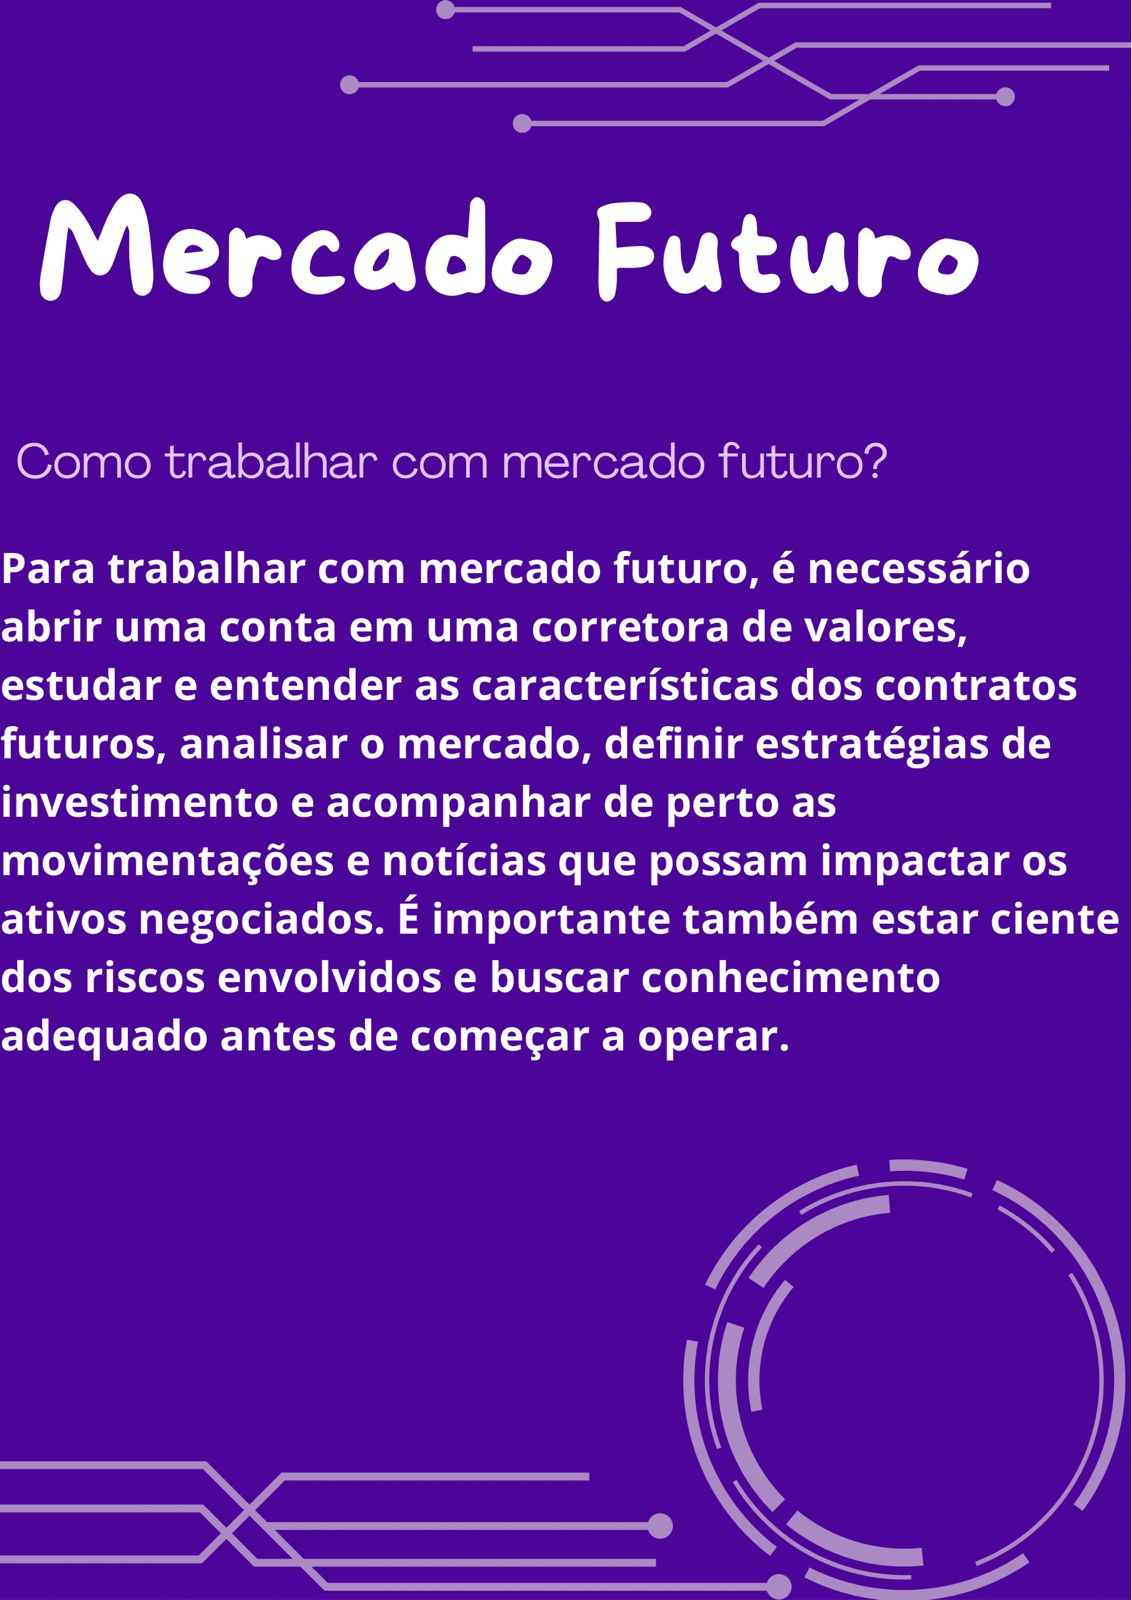 Mercado Futuro
Como trabalhar com mercado futuro?
Para trabalhar com mercado futuro, é necessário
abrir uma conta em uma corretora de valores,
estudar e entender as características dos contratos
futuros, analisar o mercado, definir estratégias de
investimento e acompanhar de perto as
movimentações e notícias que possam impactar os
ativos negociados. É importante também estar ciente
dos riscos envolvidos e buscar conhecimento
adequado antes de começar a operar.